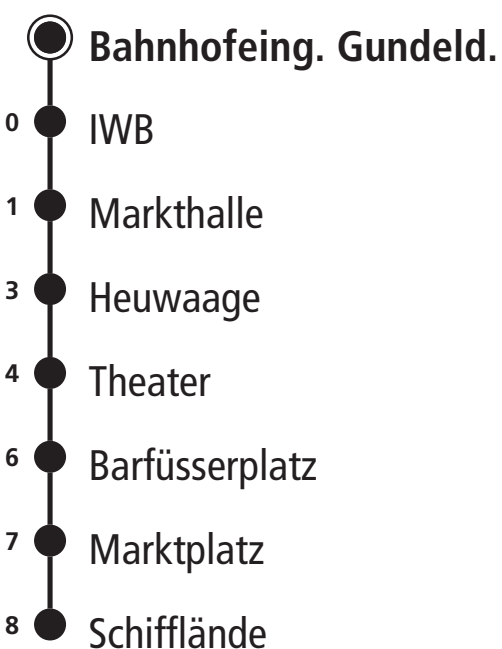 Bahnhofeing. Gundeld.
0 IWB
1 Markthalle
3 Heuwaage
4 Theater
6 Barfüsserplatz
7 Marktplatz
8 Schifflände